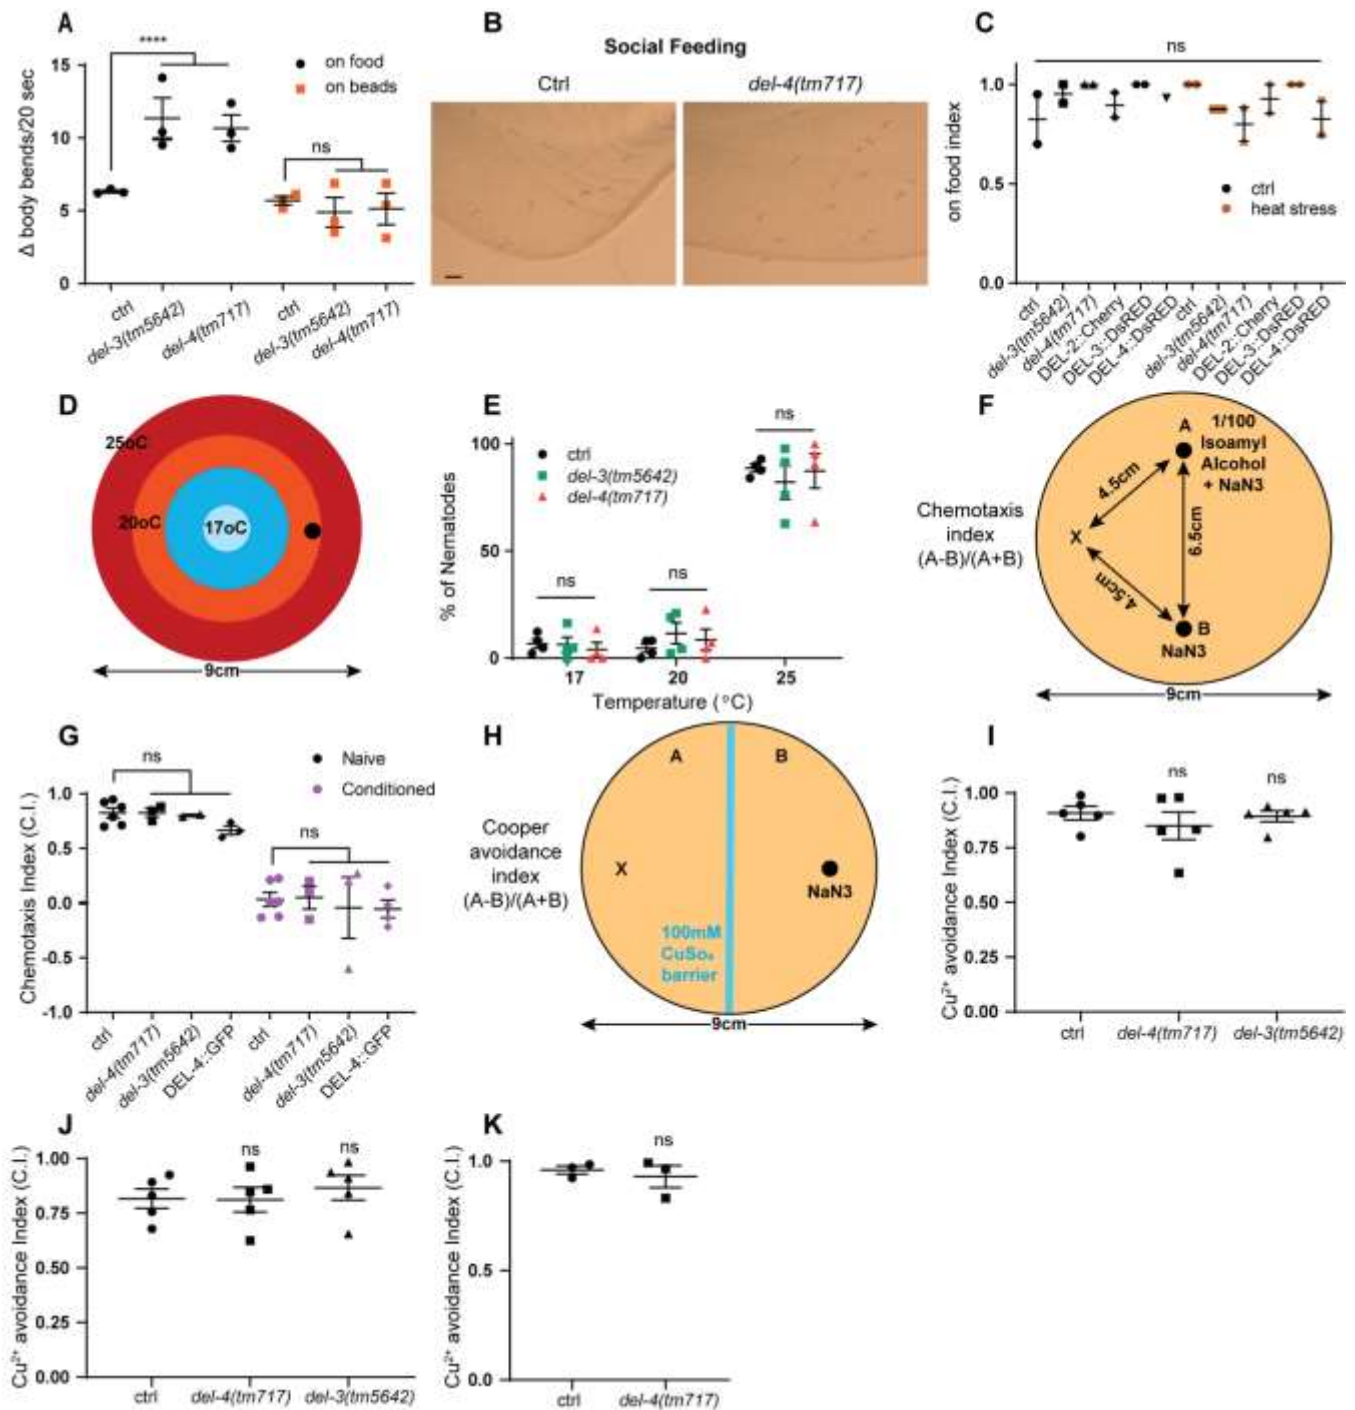 A
****
on food
on beads
ns
Δ body bends/20 sec
15
10
5
0
ctrl
del-3(tm5642)
del-4(tm717)
ctrl
del-3(tm5642)
del-4(tm717)
B
Social Feeding
Ctrl
del-4(tm717)
C
ns
on food index
1.0
0.5
0.0
ctrl
heat stress
ctrl
del-3(tm5642)
del-4(tm717)
DEL-2::Cherry
DEL-3::DsRED
DEL-4::DsRED
ctrl
del-3(tm5642)
del-4(tm717)
DEL-2::Cherry
DEL-3::DsRED
DEL-4::DsRED
D
25oC
20oC
17oC
9cm
E
ctrl
del-3(tm5642)
del-4(tm717)
ns
ns
ns
% of Nematodes
100
50
0
17
20
25
Temperature (°C)
F
A
1/100
Isoamyl
Alcohol
+ NaN3
4.5cm
6.5cm
4.5cm
X
B
NaN3
9cm
Chemotaxis
index
(A-B)/(A+B)
G
Naive
Conditioned
ns
ns
Chemotaxis Index (C.I.)
1.0
0.5
0.0
-0.5
-1.0
ctrl
del-4(tm717)
del-3(tm5642)
DEL-4::GFP
ctrl
del-4(tm717)
del-3(tm5642)
DEL-4::GFP
H
A
B
Cooper
avoidance
index
(A-B)/(A+B)
X
NaN3
100mM
CuSo₄
barrier
9cm
I
ns
ns
Cu²⁺ avoidance Index (C.I.)
1.00
0.75
0.50
0.25
0.00
ctrl
del-4(tm717)
del-3(tm5642)
J
ns
ns
Cu²⁺ avoidance Index (C.I.)
1.00
0.75
0.50
0.25
0.00
ctrl
del-4(tm717)
del-3(tm5642)
K
ns
Cu²⁺ avoidance Index (C.I.)
1.0
0.5
0.0
ctrl
del-4(tm717)